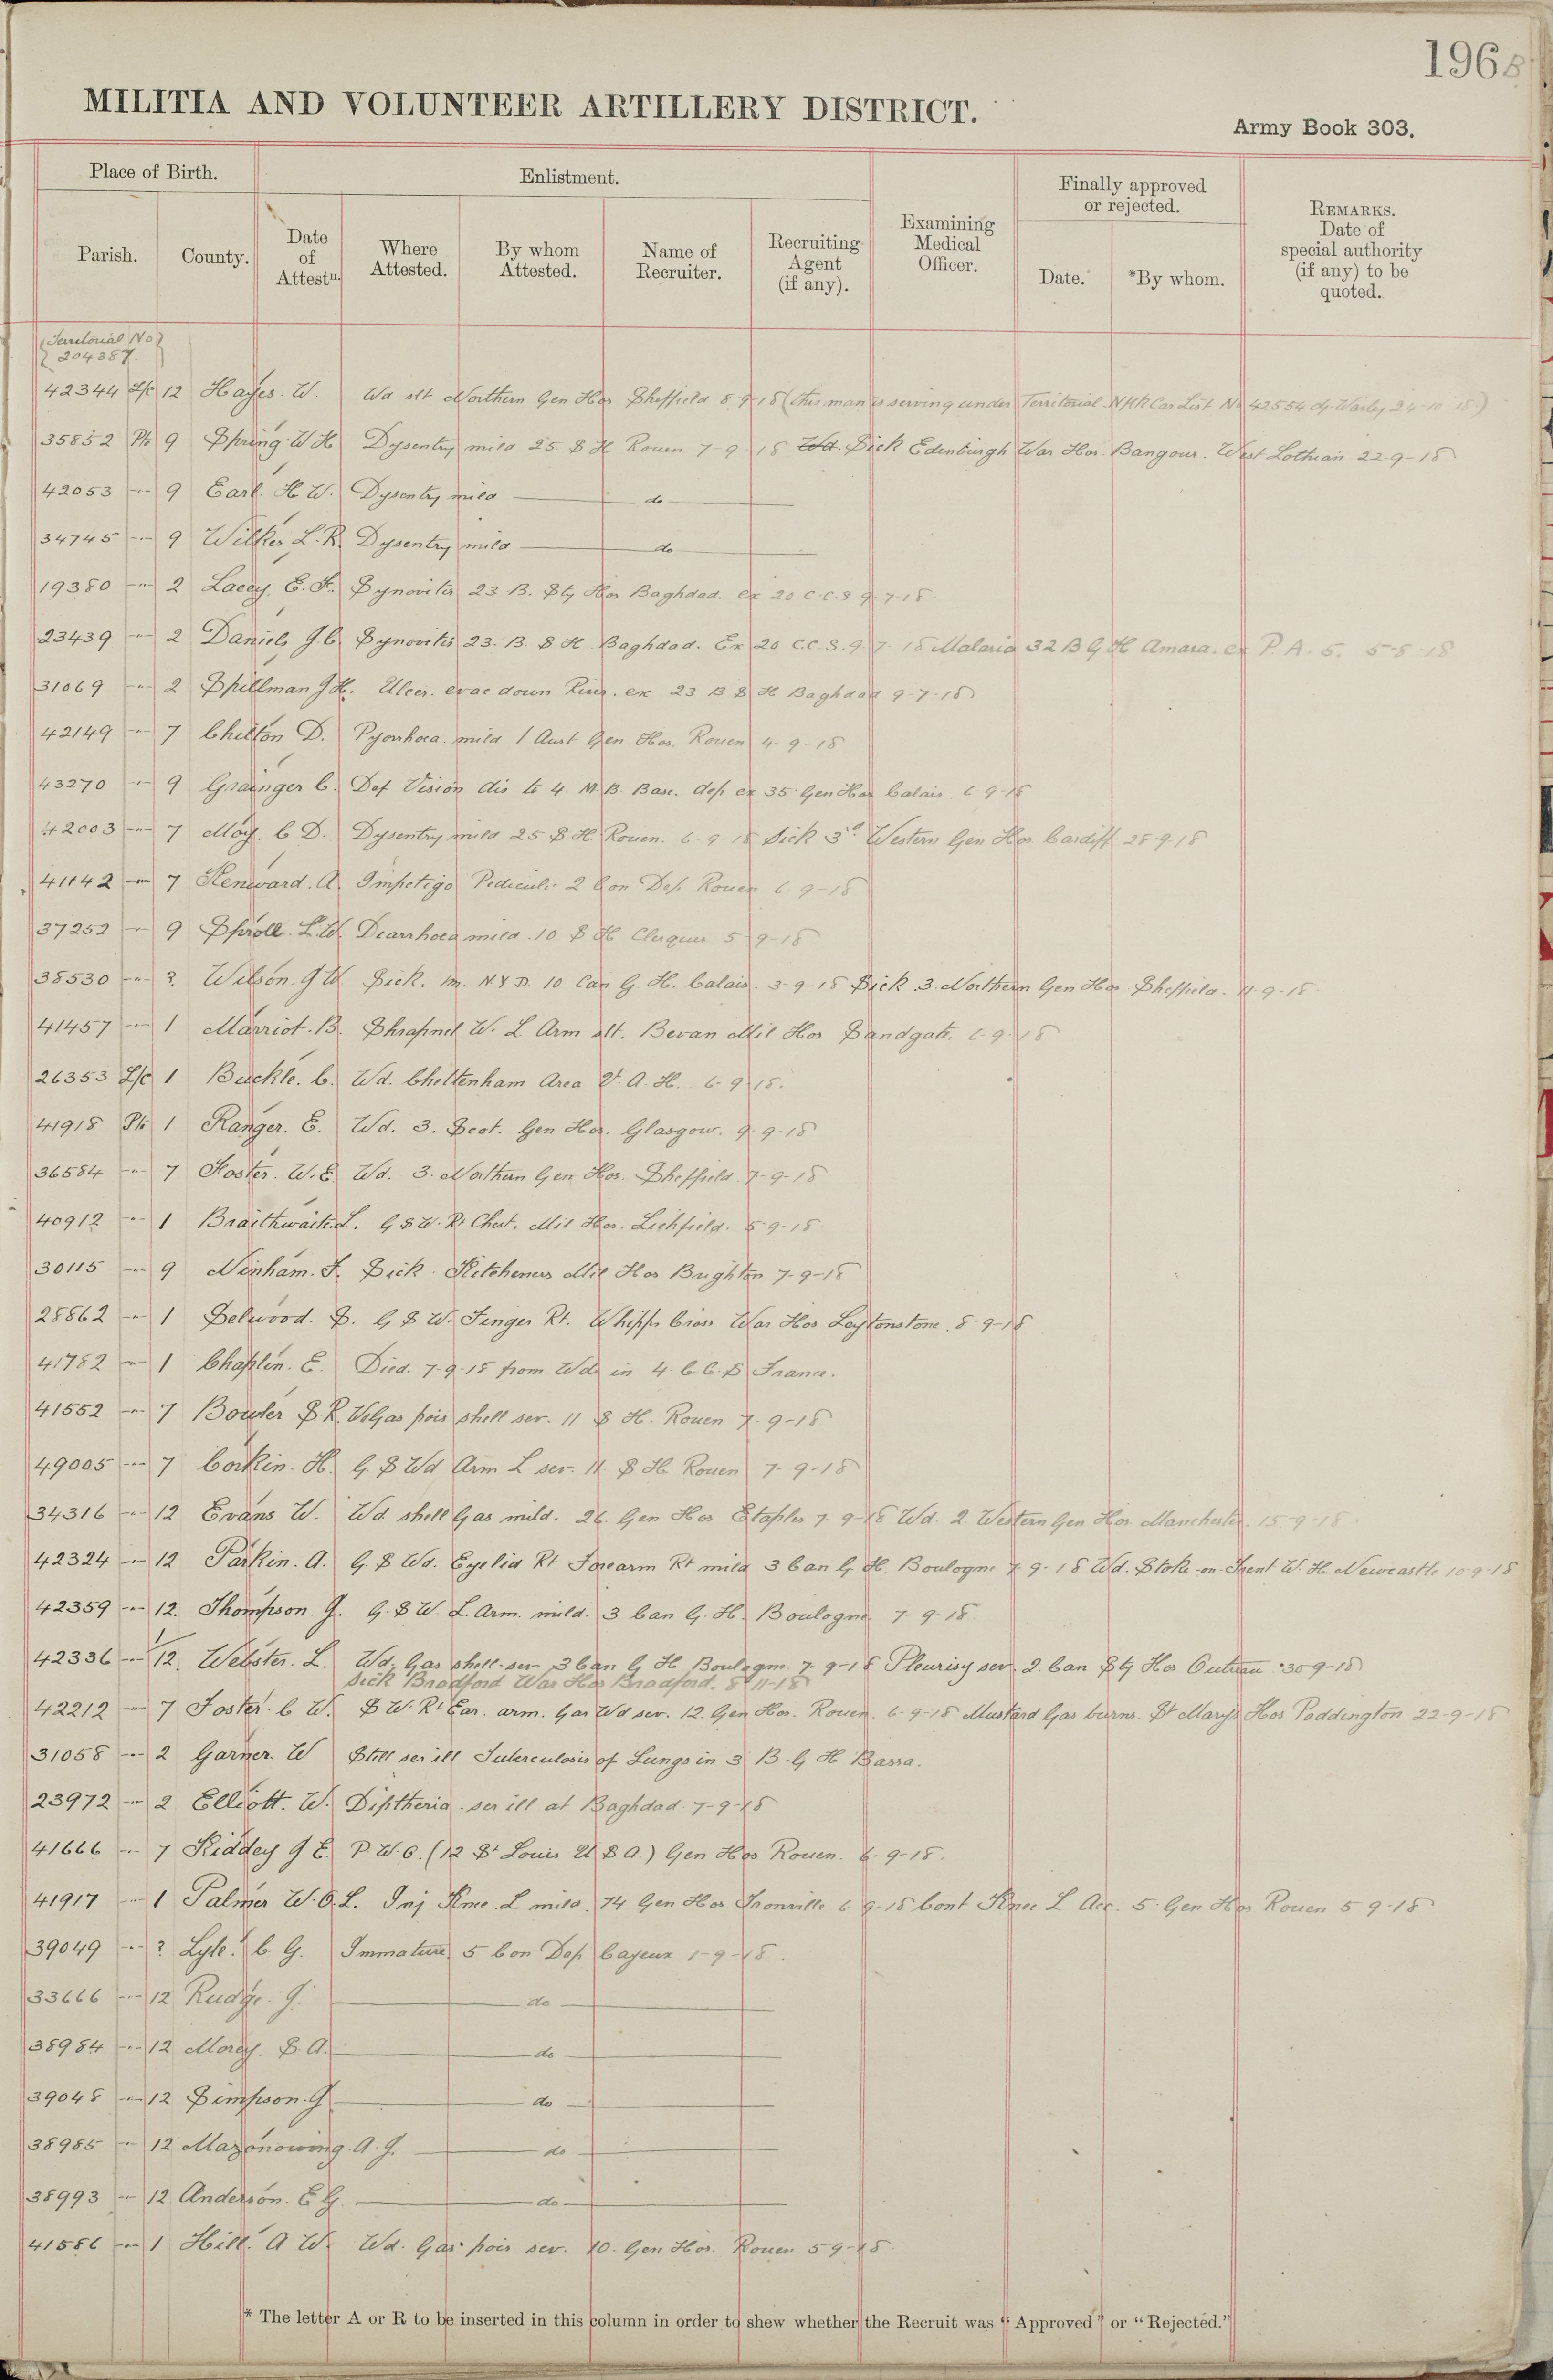 196B
MILITIA AND VOLUNTEER ARTILLERY DISTRICT.
Army Book 303.
Place of Birth.
Enlistment.
Finally approved or rejected.
Parish.
County.
Date of Attestn.
Where Attested.
By whom Attested.
Name of Recruiter.
Recruiting Agent (if any).
Examining Medical Officer.
Date.
*By whom.
REMARKS. Date of special authority (if any) to be quoted.
Territorial No
204387.
42344 L/c 12 Hayes. W. Wd slt Northern Gen Hos Sheffield 8-9-18 (this man is serving under Territorial No 42554 Warley 24-10-18)
35852 Pte 9 Spring W H Dysentry mild 25 S H Rouen 7-9-18 Wd. Sick Edinburgh War Hos. Bangour. West Lothian 22-9-18
42053 -"- 9 Earl. H W. Dysentry mild do
34745 -"- 9 Wilkes L. R. Dysentry mild do
19380 -"- 2 Lacey. E. F. Synovitis 23 B. Sty Hos Baghdad. ex 20 C.C.S 9-7-18
23439 -"- 2 Daniels J. C. Synovitis 23. B. S H Baghdad. Ex 20 C.C.S. 9-7-18 Malaria 32 B G H Amara. ex P. A. 5. 5-8-18
31069 -"- 2 Spillman J H. Ulcer. evac down River. ex 23 B S H Baghdad 9-7-18
42149 -"- 7 Chilton D. Pyorrhoea. mild 1 Aust Gen Hos. Rouen 4-9-18
43270 -"- 9 Grainger C. Def Vision dis to 4. M. B. Base. dep ex 35 Gen Hos Calais 6-9-18
42003 -"- 7 Moy. C D. Dysentry mild 25 S H Rouen. 6-9-18 Sick 3rd Western Gen Hos. Cardiff 28-9-18
41142 -"- 7 Kenward. A. Impetigo Pediculi 2 Con Dep Rouen 6-9-18
37252 -"- 9 Sproll. L. W. Diarrhoea mild. 10 S H 5-9-18
38530 -"- ? Wilson. J W. Sick. m. N.Y D. 10 Can G. H. Calais. 3-9-18 Sick 3. Northern Gen Hos Sheffield. 11-9-18
41457 -"- 1 Marriot. B. Shrapnel W. L Arm slt. Bevan Mil Hos Sandgate. 6-9-18
26353 L/c 1 Buckle. C. Wd. Cheltenham Area V. A. H. 6-9-18.
41918 Pte 1 Ranger. E. Wd. 3. Scot. Gen Hos. Glasgow. 9-9-18
36584 -"- 7 Foster. W. E. Wd. 3. Northern Gen Hos. Sheffield. 7-9-18
40912 -"- 1 Braithwaite. L. G S W. Rt Chest. Mil Hos. Lichfield. 5-9-18.
30115 -"- 9 Ninham. F. Sick. Kitcheners Mil Hos Brighton 7-9-18
28862 -"- 1 Selwood. S. G S W. Finger Rt. Whipps Cross War Hos Leytonstone. 8-9-18
41782 -"- 1 Chaplin. E. Died. 7-9-18 from Wds in 4. C. C. S France.
41552 -"- 7 Bowler S. R. Gas pois shell ser. 11 S H. Rouen 7-9-18
49005 -"- 7 Corkin. H. G S Wd Arm L ser. 11. S H. Rouen 7-9-18
34316 -"- 12 Evans W. Wd. shell Gas mild. 26. Gen Hos Etaples 7-9-18 Wd. 2. Western Gen Hos. Manchester. 15-9-18.
42324 -"- 12 Parkin. A. G. S Wd. Eyelid Rt Forearm Rt mild 3 Can G. H. Boulogne 7-9-18 Wd. Stoke-on-Trent W. H. Newcastle 10-9-18
42359 -"- 12. Thompson. J. G. S W. L. Arm. mild. 3 Can G. H. Boulogne 7-9-18.
42336 -"- 1/12. Webster. L. Wd. Gas shell-ser 3 Can G H Boulogne. 7-9-18 Pleurisy ser. 2. Can Sty Hos Outreau 30-9-18
Sick Bradford War Hos Bradford. 8-11-18
42212 -"- 7 Foster. C W. S W. Rt Ear. arm. Gas Wd sev. 12. Gen Hos. Rouen. 6-9-18 Mustard Gas burns. St Marys Hos Paddington 22-9-18
31058 -"- 2 Garner. W Still ser ill Tuberculosis of Lungs in 3 B. G H Basra.
23972 -"- 2 Elliott. W. Diptheria. ser ill at Baghdad. 7-9-18
41666 -"- 7 Kiddey J E. P. U. O. (12 St Louis U S A.) Gen Hos Rouen. 6-9-18.
41917 -"- 1 Palmer W. O. L. Inj Knee. L mild. 74 Gen Hos. Tronville 6-9-18 Cont Knee L Acc. 5. Gen Hos Rouen 5-9-18
39049 -"- ? Lyle. C. G. Immature 5 Con Dep Cayeux 1-9-18.
33666 -"- 12 Rudge. J. do
38984 -"- 12 Morey. S. A. do
39048 -"- 12 Simpson. J do
38985 -"- 12 Mazonowing. A. J. do
38993 -"- 12 Anderson. E G. do
41586 -"- 1 Hill. A W. Wd. Gas pois sev. 10. Gen Hos. Rouen 5-9-18.
* The letter A or R to be inserted in this column in order to shew whether the Recruit was "Approved" or "Rejected."